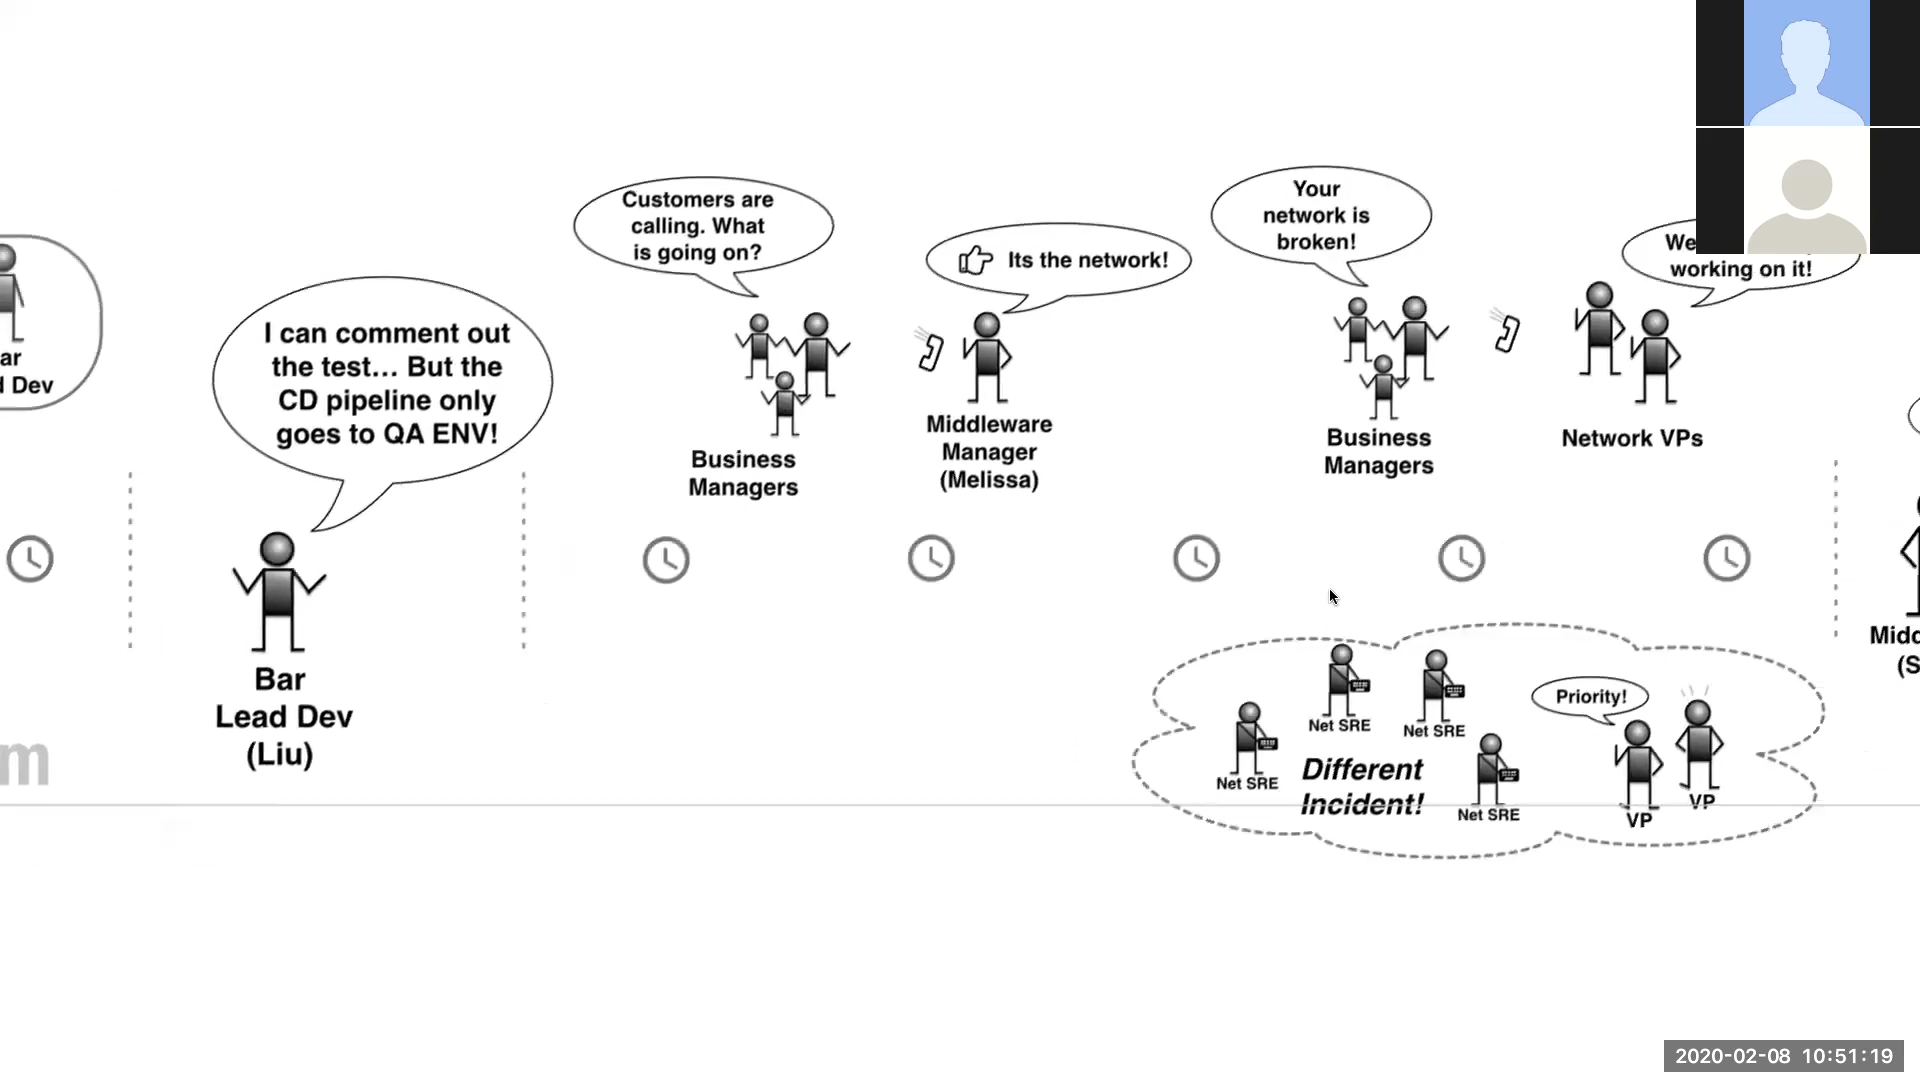 ar
d Dev
I can comment out
the test... But the
CD pipeline only
goes to QA ENV!
Bar
Lead Dev
(Liu)
m
Customers are
calling. What
is going on?
Business
Managers
Its the network!
Middleware
Manager
(Melissa)
Your
network is
broken!
Business
Managers
We
working on it!
Network VPs
Net SRE
Net SRE
Net SRE
Net SRE
Different
Incident!
Priority!
VP
VP
Midd
(S
2020-02-08 10:51:19